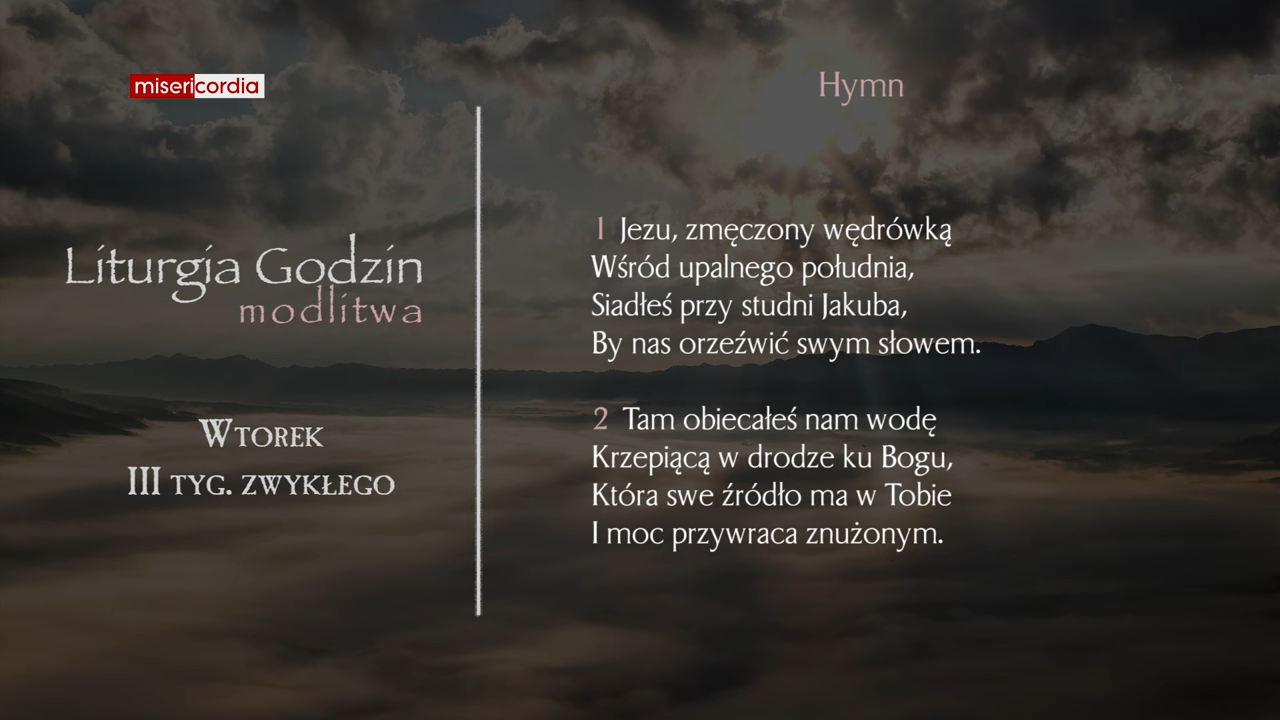 misericordia
Liturgia Godzin
modlitwa
Wtorek
III tyg. zwykłego
Hymn
1 Jezu, zmęczony wędrówką
Wśród upalnego południa,
Siadłeś przy studni Jakuba,
By nas orzeźwić swym słowem.
2 Tam obiecałeś nam wodę
Krzepiącą w drodze ku Bogu,
Która swe źródło ma w Tobie
I moc przywraca znużonym.